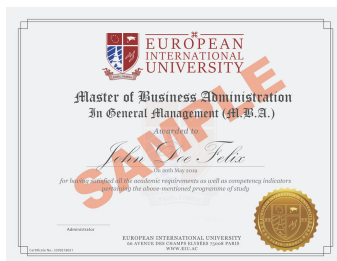 EUROPEAN
INTERNATIONAL
UNIVERSITY
Master of Business Administration
In General Management (M.B.A.)
Awarded to
John Doe Felix
On 20th May 2019
for having satisfied all the academic requirements as well as competency indicators
pertaining the above-mentioned programme of study
SAMPLE
Administrator
EUROPEAN INTERNATIONAL UNIVERSITY
66 AVENUE DES CHAMPS ELYSÉES 75008 PARIS
WWW.EIU.AC
Certificate No.: